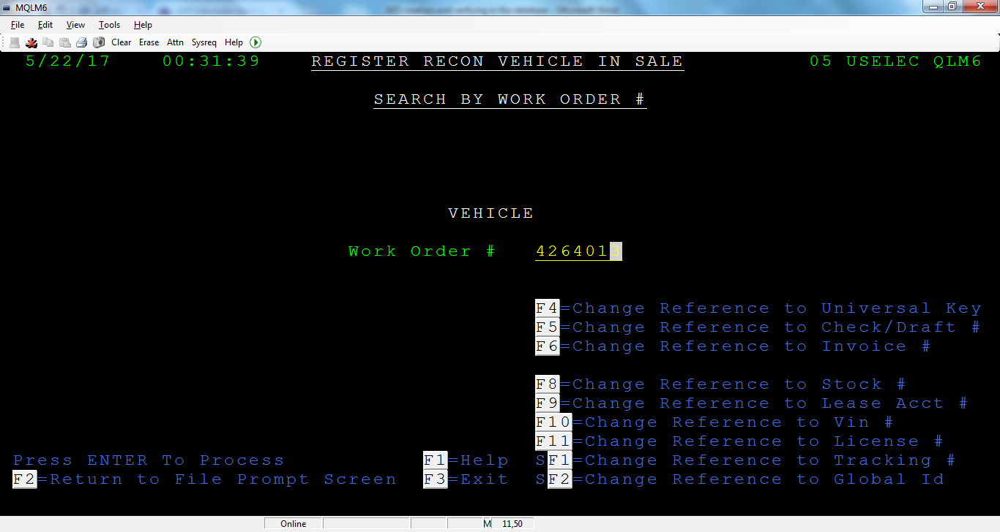 MQLM6
File Edit View Tools Help
Clear Erase Attn Sysreq Help
5/22/17 00:31:39 REGISTER RECON VEHICLE IN SALE 05 USELEC QLM6
SEARCH BY WORK ORDER #
VEHICLE
Work Order # 426401
F4=Change Reference to Universal Key
F5=Change Reference to Check/Draft #
F6=Change Reference to Invoice #
F8=Change Reference to Stock #
F9=Change Reference to Lease Acct #
F10=Change Reference to Vin #
F11=Change Reference to License #
Press ENTER To Process F1=Help SF1=Change Reference to Tracking #
F2=Return to File Prompt Screen F3=Exit SF2=Change Reference to Global Id
Online M 11,50